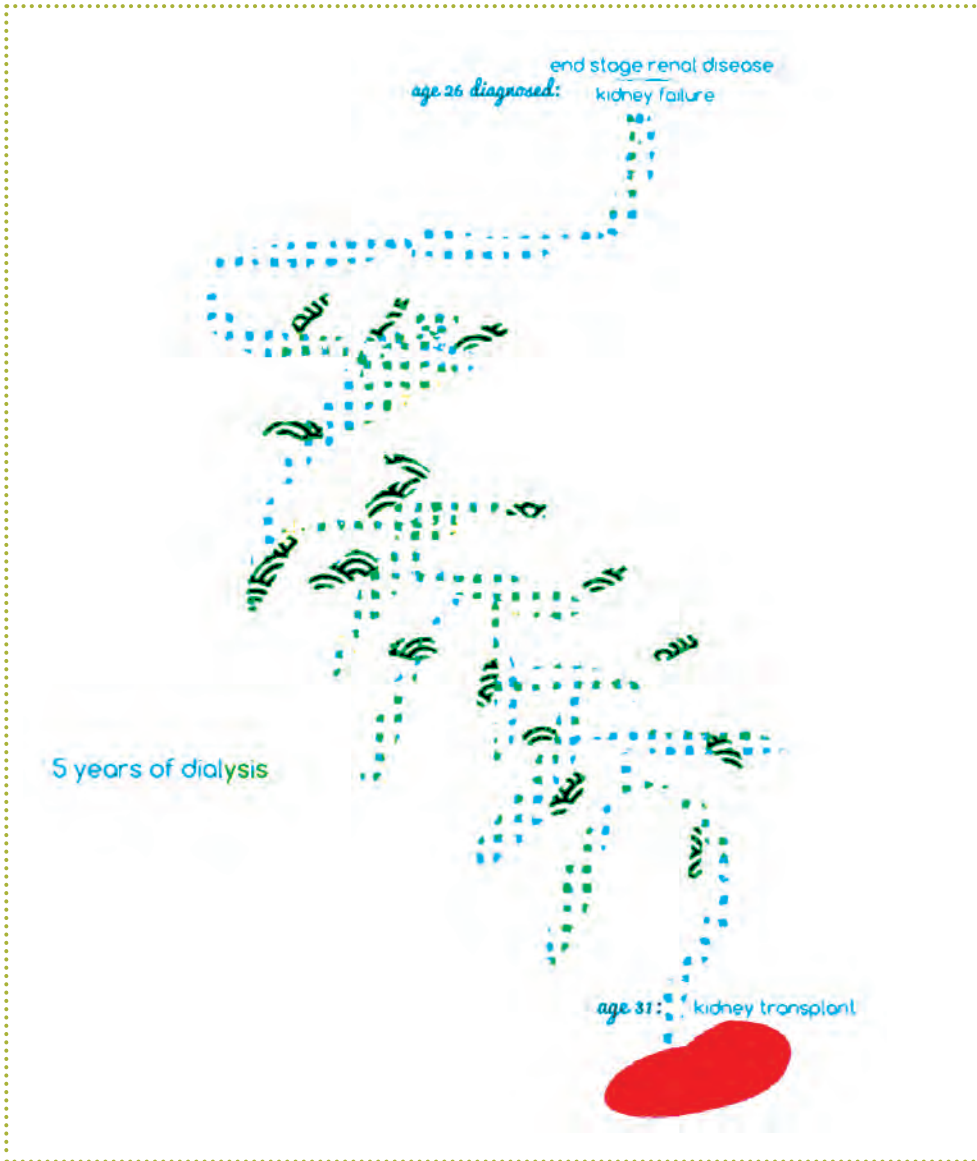 end stage renal disease
age 26 diagnosed: kidney failure
5 years of dialysis
age 31: kidney transplant